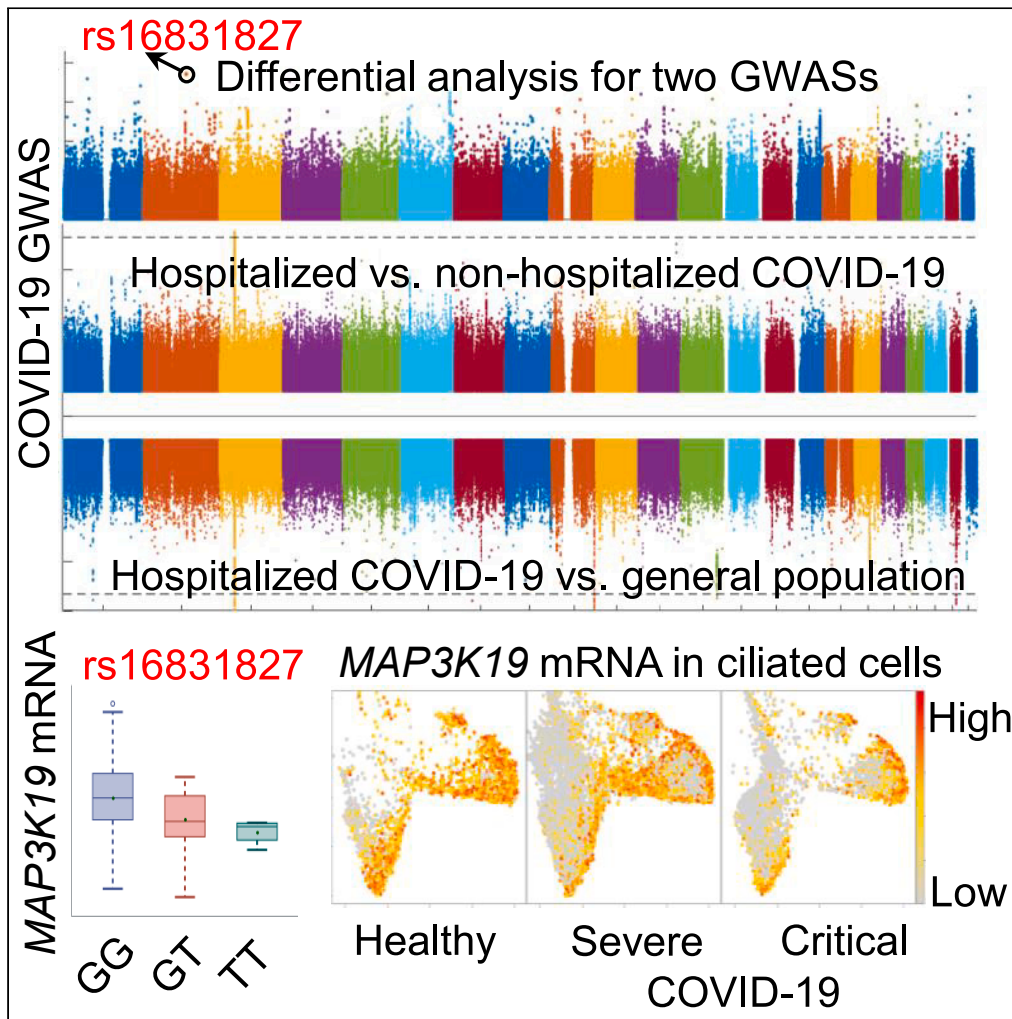 rs16831827
Differential analysis for two GWASs
COVID-19 GWAS
Hospitalized vs. non-hospitalized COVID-19
Hospitalized COVID-19 vs. general population
rs16831827
MAP3K19 mRNA in ciliated cells
MAP3K19 mRNA
High
Low
GG
GT
TT
Healthy
Severe
Critical
COVID-19